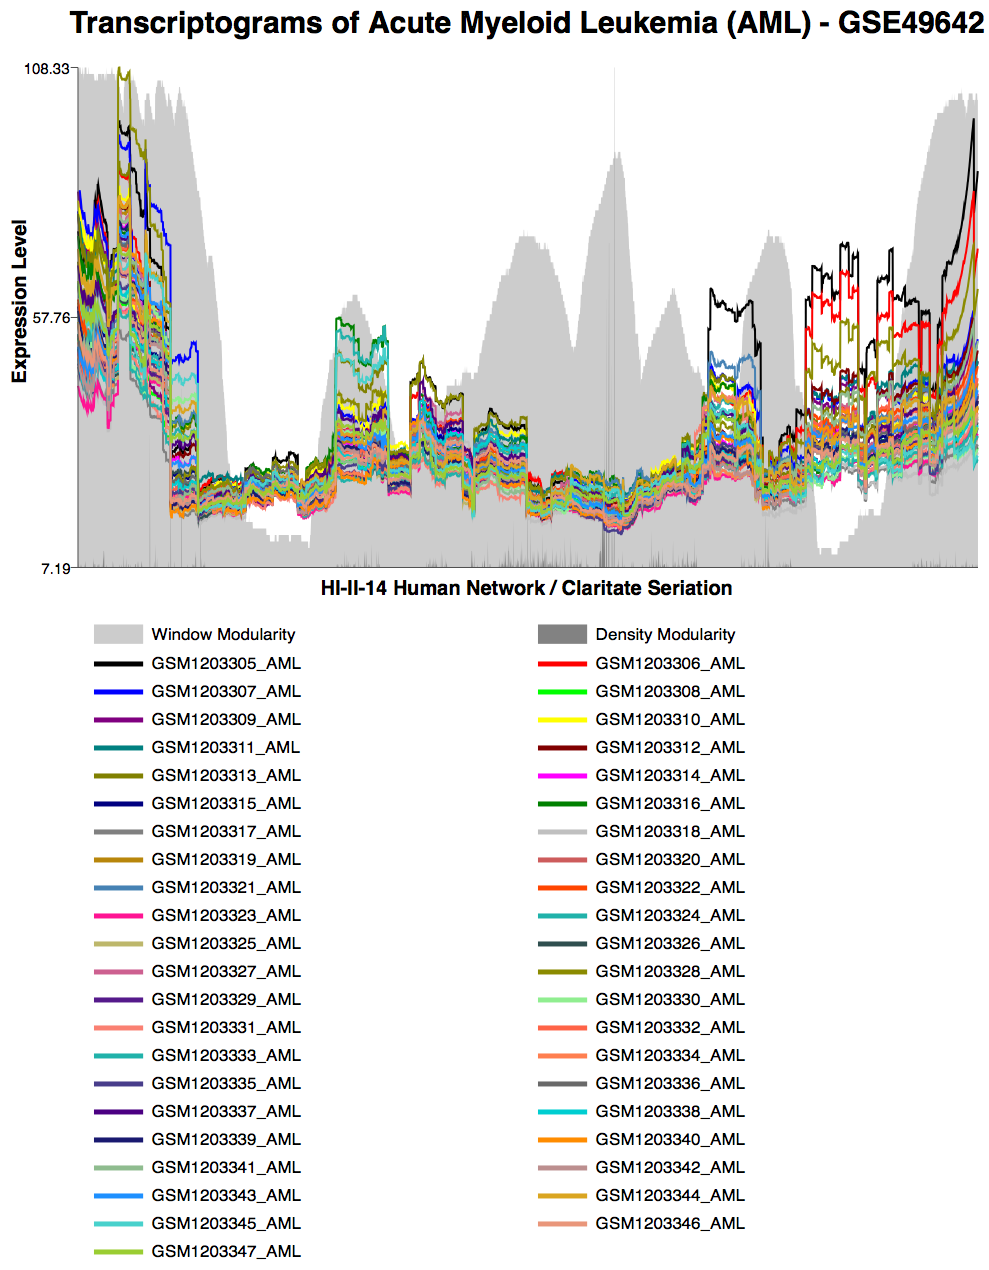 Transcriptograms of Acute Myeloid Leukemia (AML) - GSE49642
108.33
57.76
7.19
Expression Level
HI-II-14 Human Network / Claritate Seriation
Window Modularity
Density Modularity
GSM1203305_AML
GSM1203306_AML
GSM1203307_AML
GSM1203308_AML
GSM1203309_AML
GSM1203310_AML
GSM1203311_AML
GSM1203312_AML
GSM1203313_AML
GSM1203314_AML
GSM1203315_AML
GSM1203316_AML
GSM1203317_AML
GSM1203318_AML
GSM1203319_AML
GSM1203320_AML
GSM1203321_AML
GSM1203322_AML
GSM1203323_AML
GSM1203324_AML
GSM1203325_AML
GSM1203326_AML
GSM1203327_AML
GSM1203328_AML
GSM1203329_AML
GSM1203330_AML
GSM1203331_AML
GSM1203332_AML
GSM1203333_AML
GSM1203334_AML
GSM1203335_AML
GSM1203336_AML
GSM1203337_AML
GSM1203338_AML
GSM1203339_AML
GSM1203340_AML
GSM1203341_AML
GSM1203342_AML
GSM1203343_AML
GSM1203344_AML
GSM1203345_AML
GSM1203346_AML
GSM1203347_AML